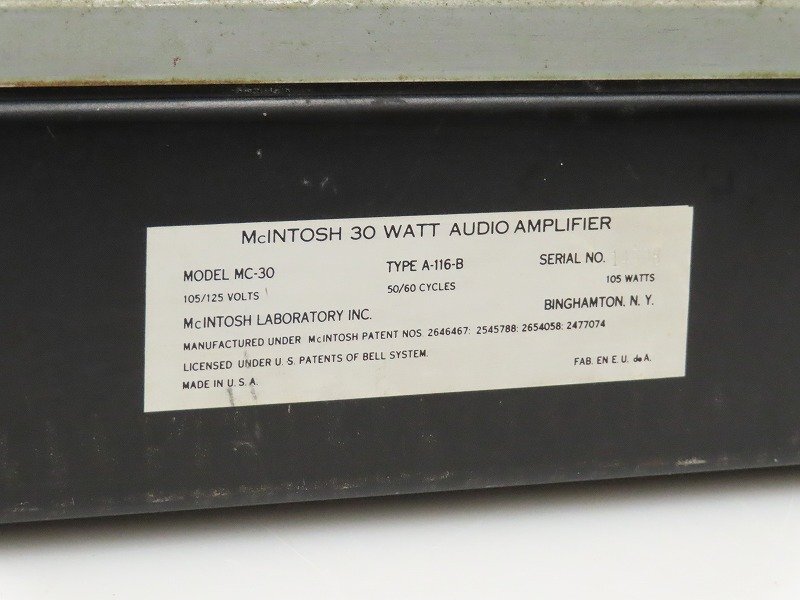 McINTOSH 30 WATT AUDIO AMPLIFIER
MODEL MC-30 TYPE A-116-B SERIAL NO.
105/125 VOLTS 50/60 CYCLES 105 WATTS
McINTOSH LABORATORY INC. BINGHAMTON, N. Y.
MANUFACTURED UNDER McINTOSH PATENT NOS. 2646467: 2545788: 2654058: 2477074
LICENSED UNDER U. S. PATENTS OF BELL SYSTEM. FAB. EN E. U. de A.
MADE IN U. S. A.